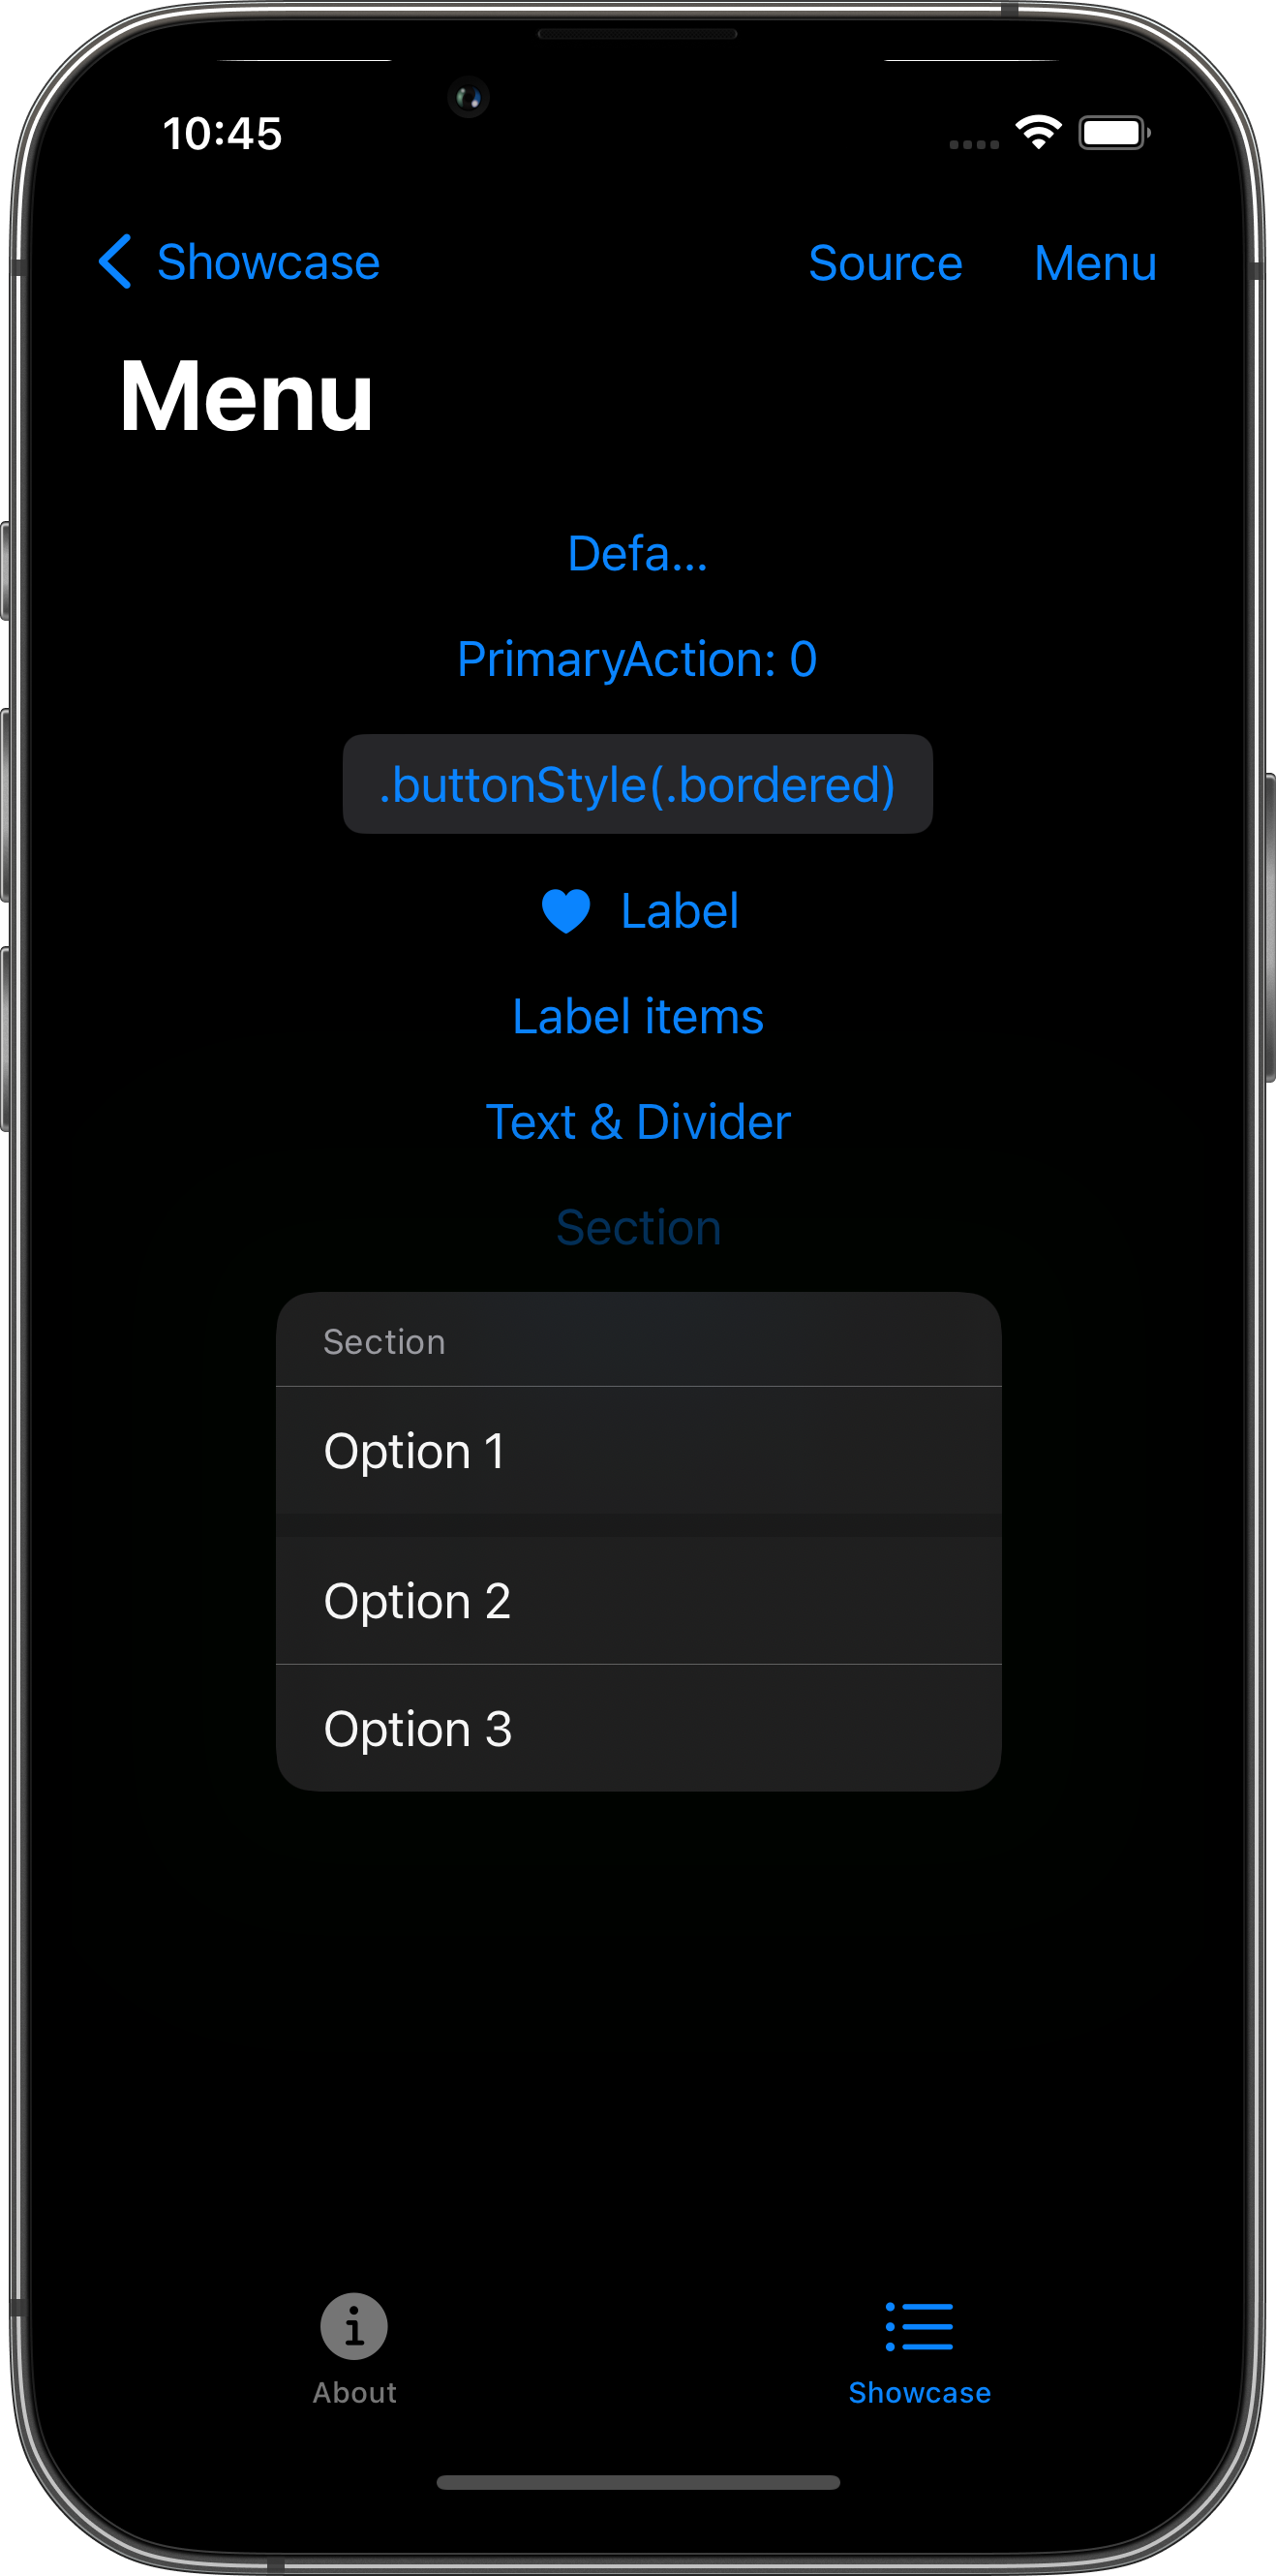 10:45
Showcase
Source
Menu
Menu
Defa...
PrimaryAction: 0
.buttonStyle(.bordered)
Label
Label items
Text & Divider
Section
Section
Option 1
Option 2
Option 3
About
Showcase